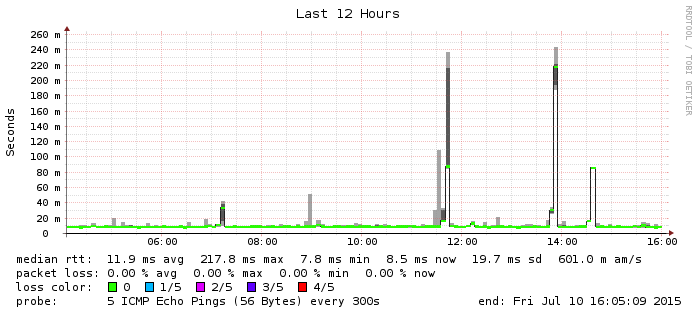 Last 12 Hours
RRDTOOL / TOBI OETIKER
Seconds
260 m
240 m
220 m
200 m
180 m
160 m
140 m
120 m
100 m
80 m
60 m
40 m
20 m
0
06:00 08:00 10:00 12:00 14:00 16:00
median rtt: 11.9 ms avg 217.8 ms max 7.8 ms min 8.5 ms now 19.7 ms sd 601.0 m am/s
packet loss: 0.00 % avg 0.00 % max 0.00 % min 0.00 % now
loss color: 0 1/5 2/5 3/5 4/5
probe: 5 ICMP Echo Pings (56 Bytes) every 300s end: Fri Jul 10 16:05:09 2015